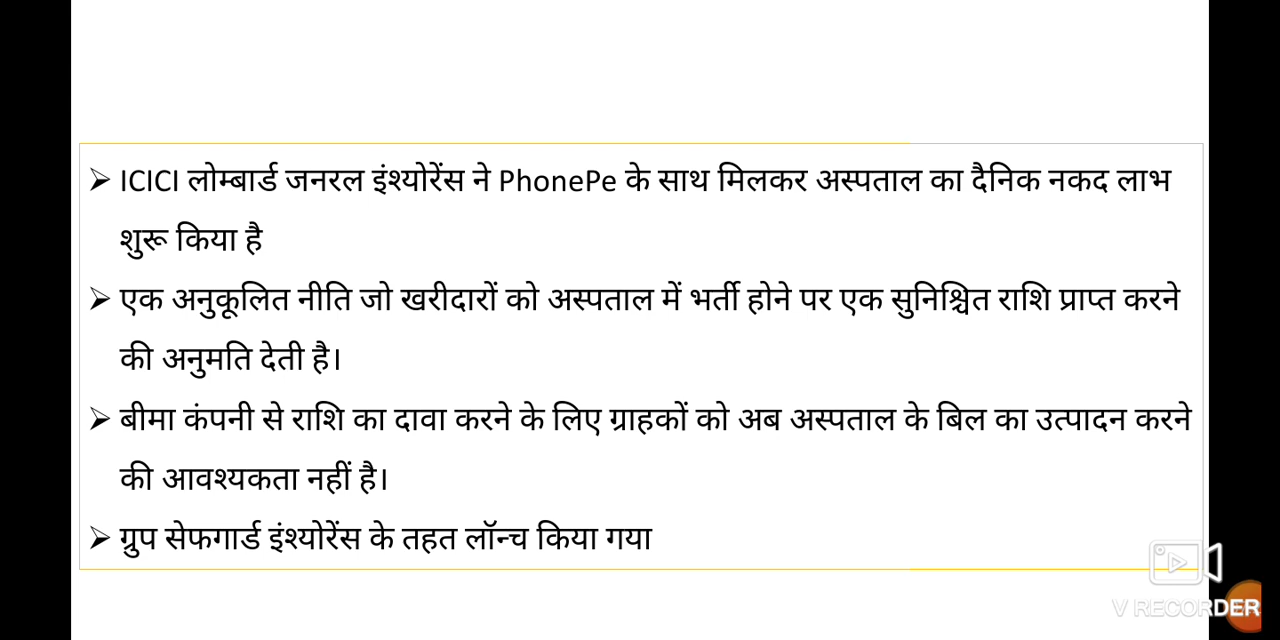 ➢ ICICI लोम्बार्ड जनरल इंश्योरेंस ने PhonePe के साथ मिलकर अस्पताल का दैनिक नकद लाभ
शुरू किया है
➢ एक अनुकूलित नीति जो खरीदारों को अस्पताल में भर्ती होने पर एक सुनिश्चित राशि प्राप्त करने
की अनुमति देती है।
➢ बीमा कंपनी से राशि का दावा करने के लिए ग्राहकों को अब अस्पताल के बिल का उत्पादन करने
की आवश्यकता नहीं है।
➢ ग्रुप सेफगार्ड इंश्योरेंस के तहत लॉन्च किया गया
V RECORDER